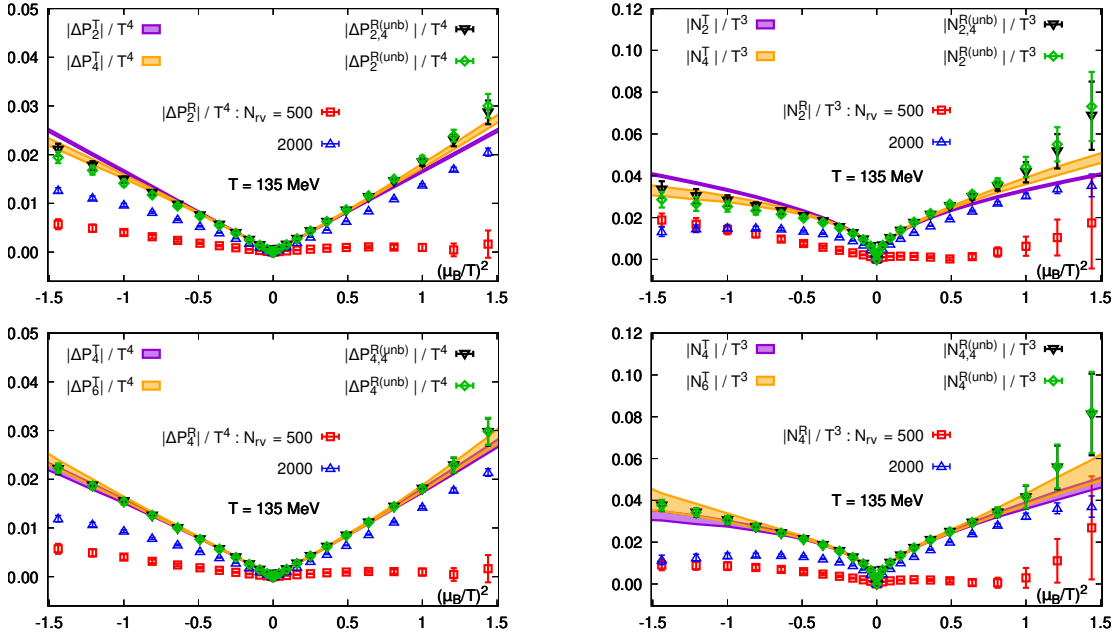 0.05
0.04
0.03
0.02
0.01
0.00
|ΔP₂ᵀ| / T⁴
|ΔP₄ᵀ| / T⁴
|ΔP₂,₄ᴿ⁽ᵘⁿᵇ⁾ | / T⁴
|ΔP₂ᴿ⁽ᵘⁿᵇ⁾ | / T⁴
|ΔP₂ᴿ| / T⁴ : Nᵣᵥ = 500
2000
T = 135 MeV
(μ_B/T)²
-1.5 -1 -0.5 0 0.5 1 1.5
0.12
0.10
0.08
0.06
0.04
0.02
0.00
|N₂ᵀ| / T³
|N₄ᵀ| / T³
|N₂,₄ᴿ⁽ᵘⁿᵇ⁾ | / T³
|N₂ᴿ⁽ᵘⁿᵇ⁾ | / T³
|N₂ᴿ| / T³ : Nᵣᵥ = 500
2000
T = 135 MeV
(μ_B/T)²
-1.5 -1 -0.5 0 0.5 1 1.5
0.05
0.04
0.03
0.02
0.01
0.00
|ΔP₄ᵀ| / T⁴
|ΔP₆ᵀ| / T⁴
|ΔP₄,₄ᴿ⁽ᵘⁿᵇ⁾ | / T⁴
|ΔP₄ᴿ⁽ᵘⁿᵇ⁾ | / T⁴
|ΔP₄ᴿ| / T⁴ : Nᵣᵥ = 500
2000
T = 135 MeV
(μ_B/T)²
-1.5 -1 -0.5 0 0.5 1 1.5
0.12
0.10
0.08
0.06
0.04
0.02
0.00
|N₄ᵀ| / T³
|N₆ᵀ| / T³
|N₄,₄ᴿ⁽ᵘⁿᵇ⁾ | / T³
|N₄ᴿ⁽ᵘⁿᵇ⁾ | / T³
|N₄ᴿ| / T³ : Nᵣᵥ = 500
2000
T = 135 MeV
(μ_B/T)²
-1.5 -1 -0.5 0 0.5 1 1.5